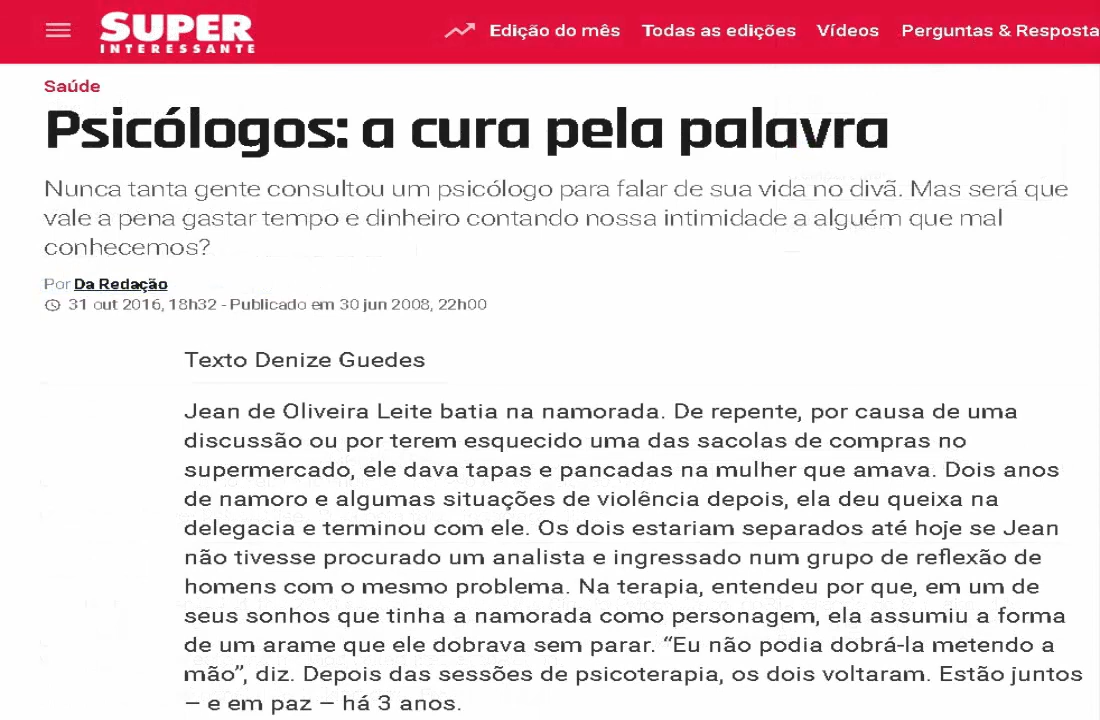 SUPER
INTERESSANTE
Edição do mês Todas as edições Vídeos Perguntas & Resposta
Saúde
Psicólogos: a cura pela palavra
Nunca tanta gente consultou um psicólogo para falar de sua vida no divã. Mas será que
vale a pena gastar tempo e dinheiro contando nossa intimidade a alguém que mal
conhecemos?
Por Da Redação
31 out 2016, 18h32 - Publicado em 30 jun 2008, 22h00
Texto Denize Guedes
Jean de Oliveira Leite batia na namorada. De repente, por causa de uma
discussão ou por terem esquecido uma das sacolas de compras no
supermercado, ele dava tapas e pancadas na mulher que amava. Dois anos
de namoro e algumas situações de violência depois, ela deu queixa na
delegacia e terminou com ele. Os dois estariam separados até hoje se Jean
não tivesse procurado um analista e ingressado num grupo de reflexão de
homens com o mesmo problema. Na terapia, entendeu por que, em um de
seus sonhos que tinha a namorada como personagem, ela assumiu a forma
de um arame que ele dobrava sem parar. “Eu não podia dobrá-la metendo a
mão”, diz. Depois das sessões de psicoterapia, os dois voltaram. Estão juntos
– e em paz – há 3 anos.